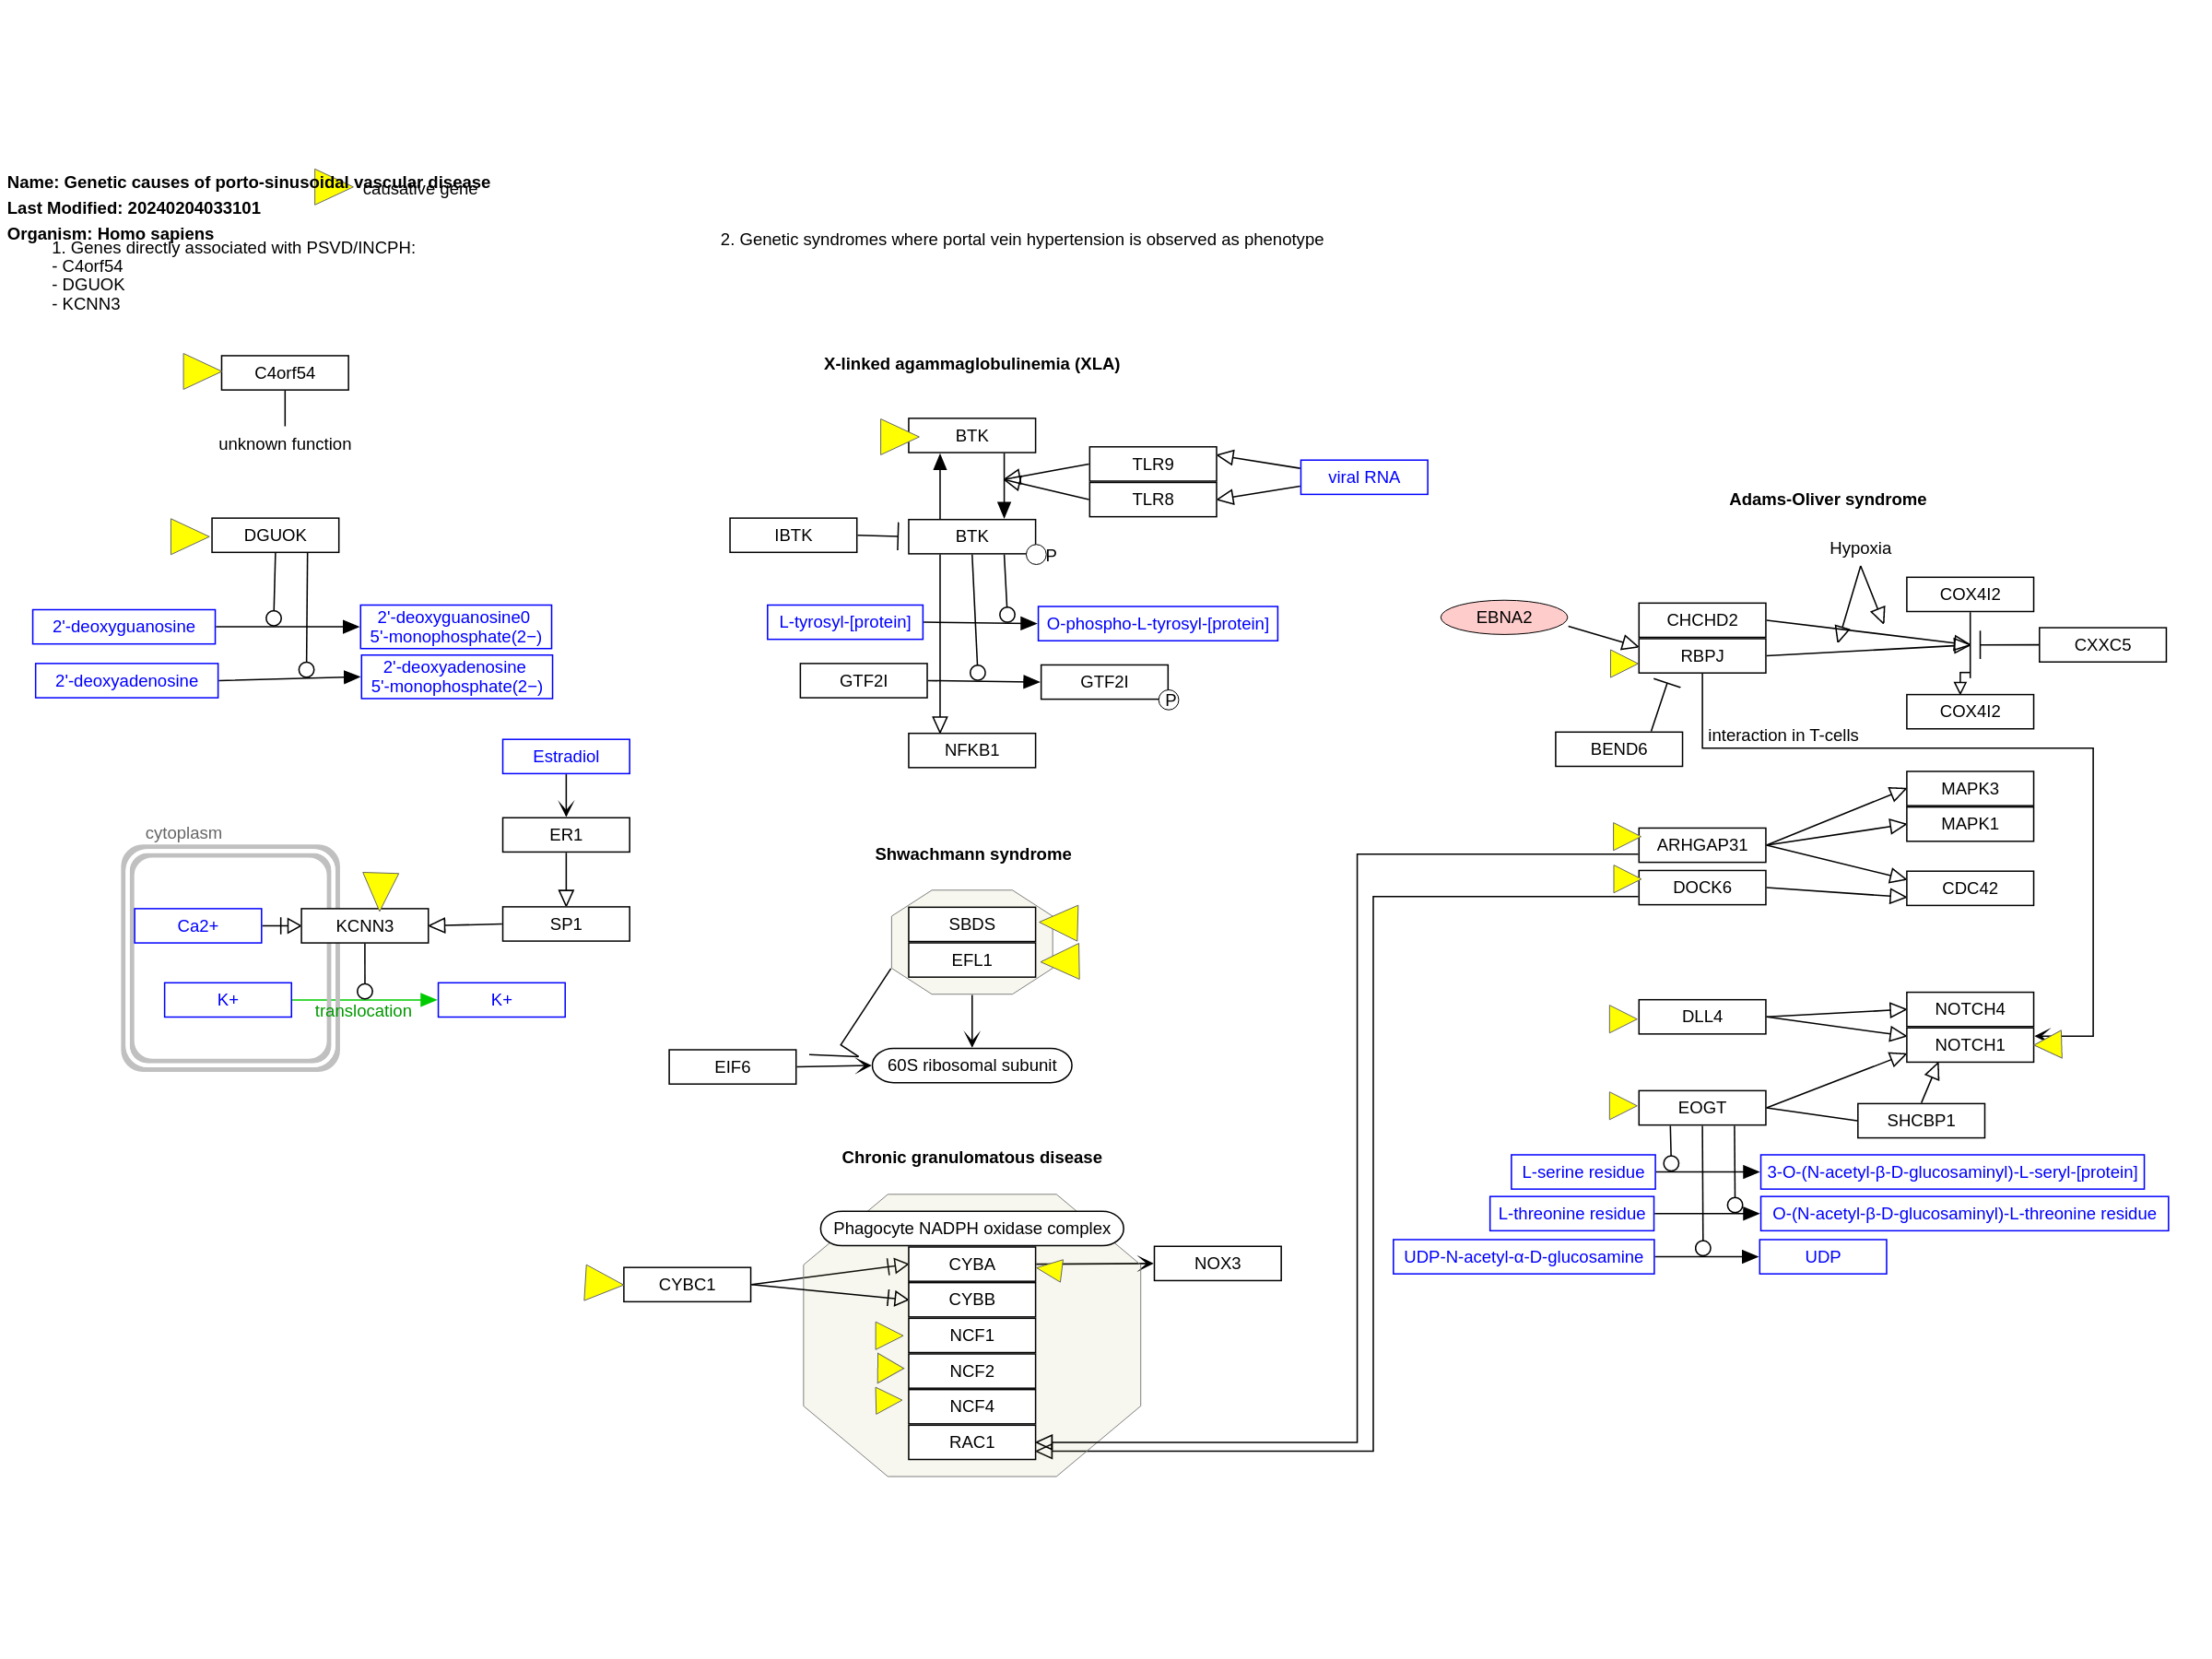 Name: Genetic causes of porto-sinusoidal vascular disease
causative gene
Last Modified: 20240204033101
Organism: Homo sapiens
1. Genes directly associated with PSVD/INCPH:
- C4orf54
- DGUOK
- KCNN3
C4orf54
unknown function
DGUOK
2'-deoxyguanosine
2'-deoxyguanosine0
5'-monophosphate(2−)
2'-deoxyadenosine
2'-deoxyadenosine
5'-monophosphate(2−)
Estradiol
ER1
cytoplasm
Ca2+
KCNN3
SP1
K+
translocation
K+
2. Genetic syndromes where portal vein hypertension is observed as phenotype
X-linked agammaglobulinemia (XLA)
BTK
TLR9
TLR8
viral RNA
IBTK
BTK
P
L-tyrosyl-[protein]
O-phospho-L-tyrosyl-[protein]
GTF2I
GTF2I
P
NFKB1
Shwachmann syndrome
SBDS
EFL1
EIF6
60S ribosomal subunit
Chronic granulomatous disease
Phagocyte NADPH oxidase complex
CYBC1
CYBA
NOX3
CYBB
NCF1
NCF2
NCF4
RAC1
Adams-Oliver syndrome
Hypoxia
EBNA2
CHCHD2
RBPJ
COX4I2
CXXC5
COX4I2
BEND6
interaction in T-cells
MAPK3
MAPK1
ARHGAP31
DOCK6
CDC42
DLL4
NOTCH4
NOTCH1
EOGT
SHCBP1
L-serine residue
3-O-(N-acetyl-β-D-glucosaminyl)-L-seryl-[protein]
L-threonine residue
O-(N-acetyl-β-D-glucosaminyl)-L-threonine residue
UDP-N-acetyl-α-D-glucosamine
UDP